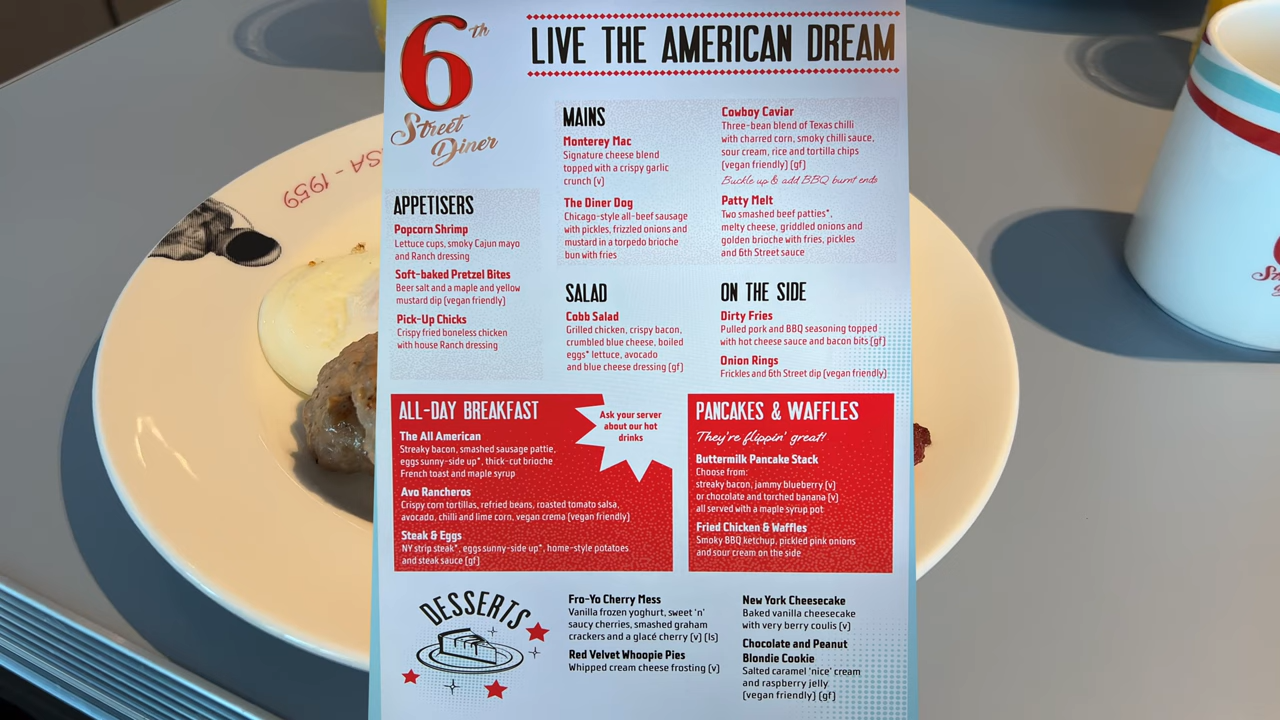 6th
Street
Diner
LIVE THE AMERICAN DREAM
APPETISERS
Popcorn Shrimp
Lettuce cups, smoky Cajun mayo
and Ranch dressing
Soft-baked Pretzel Bites
Beer salt and a maple and yellow
mustard dip (vegan friendly)
Pick-Up Chicks
Crispy fried boneless chicken
with house Ranch dressing
MAINS
Monterey Mac
Signature cheese blend
topped with a crispy garlic
crunch (v)
The Diner Dog
Chicago-style all-beef sausage
with pickles, frizzled onions and
mustard in a torpedo brioche
bun with fries
Cowboy Caviar
Three-bean blend of Texas chilli
with charred corn, smoky chilli sauce,
sour cream, rice and tortilla chips
(vegan friendly) (gf)
Buckle up & add BBQ burnt ends
Patty Melt
Two smashed beef patties*,
melty cheese, griddled onions and
golden brioche with fries, pickles
and 6th Street sauce
SALAD
Cobb Salad
Grilled chicken, crispy bacon,
crumbled blue cheese, boiled
eggs* lettuce, avocado
and blue cheese dressing (gf)
ON THE SIDE
Dirty Fries
Pulled pork and BBQ seasoning topped
with hot cheese sauce and bacon bits (gf)
Onion Rings
Frickles and 6th Street dip (vegan friendly)
ALL-DAY BREAKFAST
Ask your server
about our hot
drinks
The All American
Streaky bacon, smashed sausage pattie,
eggs sunny-side up*, thick-cut brioche
French toast and maple syrup
Avo Rancheros
Crispy corn tortillas, refried beans, roasted tomato salsa,
avocado, chilli and lime corn, vegan crema (vegan friendly)
Steak & Eggs
NY strip steak*, eggs sunny-side up*, home-style potatoes
and steak sauce (gf)
PANCAKES & WAFFLES
They're flippin' great!
Buttermilk Pancake Stack
Choose from:
streaky bacon, jammy blueberry (v)
or chocolate and torched banana (v)
all served with a maple syrup pot
Fried Chicken & Waffles
Smoky BBQ ketchup, pickled pink onions
and sour cream on the side
DESSERTS
Fro-Yo Cherry Mess
Vanilla frozen yoghurt, sweet 'n'
saucy cherries, smashed graham
crackers and a glacé cherry (v) (ls)
Red Velvet Whoopie Pies
Whipped cream cheese frosting (v)
New York Cheesecake
Baked vanilla cheesecake
with very berry coulis (v)
Chocolate and Peanut
Blondie Cookie
Salted caramel 'nice' cream
and raspberry jelly
(vegan friendly) (gf)
1959